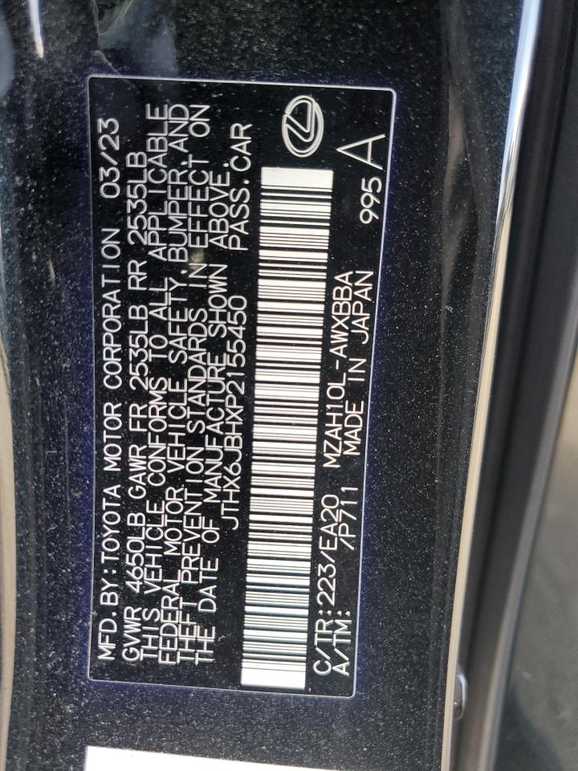 MFD.BY:TOYOTA MOTOR CORPORATION 03/23
GVWR 4650LB GAWR FR 2535LB RR 2535LB
THIS VEHICLE CONFORMS TO ALL APPLICABLE
FEDERAL MOTOR VEHICLE SAFETY,BUMPER,AND
THEFT PREVENTION STANDARDS IN EFFECT ON
THE DATE OF MANUFACTURE SHOWN ABOVE.
JTHX6JBHXP2155450 PASS.CAR
C/TR:223/EA20 MZAH10L-AWXBBA
A/TM: /P711 MADE IN JAPAN
995 A